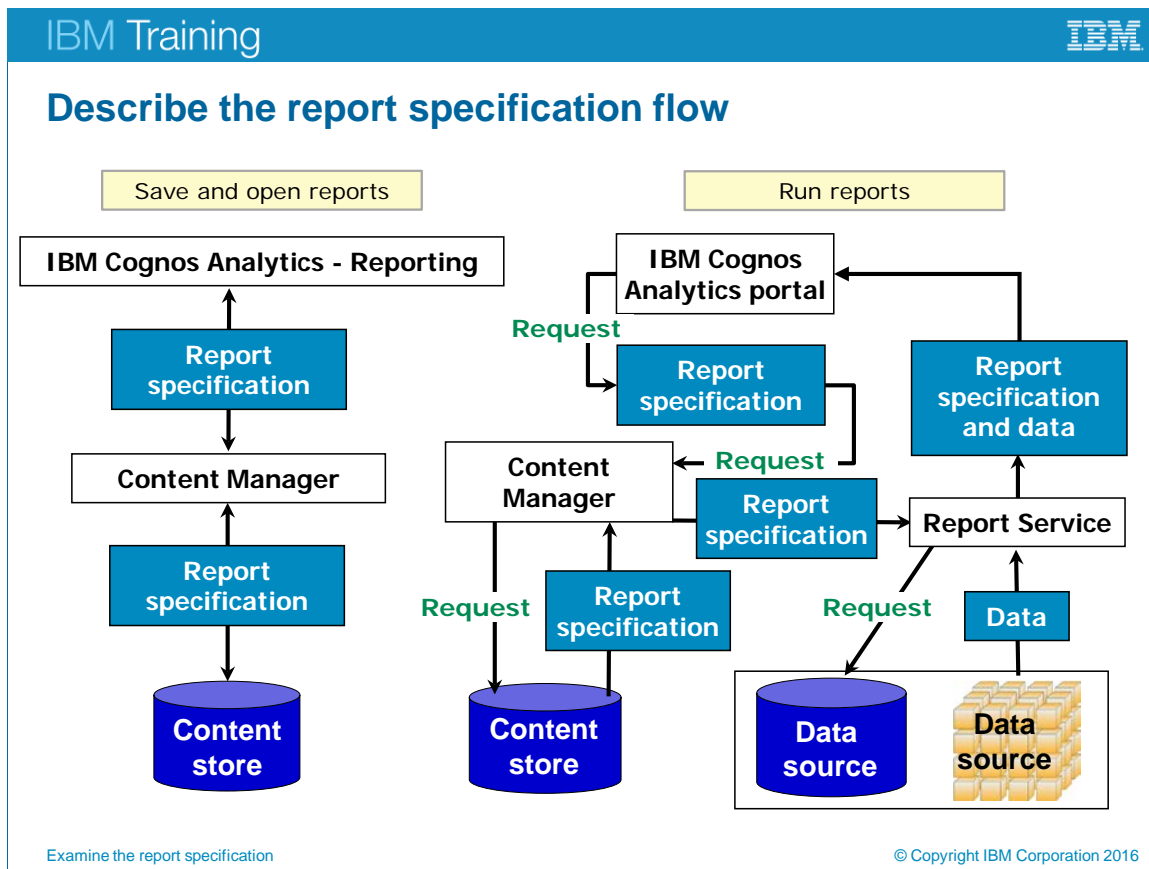 IBM Training
IBM
Describe the report specification flow
Save and open reports
IBM Cognos Analytics - Reporting
Report
specification
Content Manager
Report
specification
Content
store
Run reports
IBM Cognos
Analytics portal
Request
Report
specification
Request
Content
Manager
Report
specification
Report Service
Report
specification
and data
Request
Report
specification
Content
store
Request
Data
Data
source
Data
source
Examine the report specification
© Copyright IBM Corporation 2016